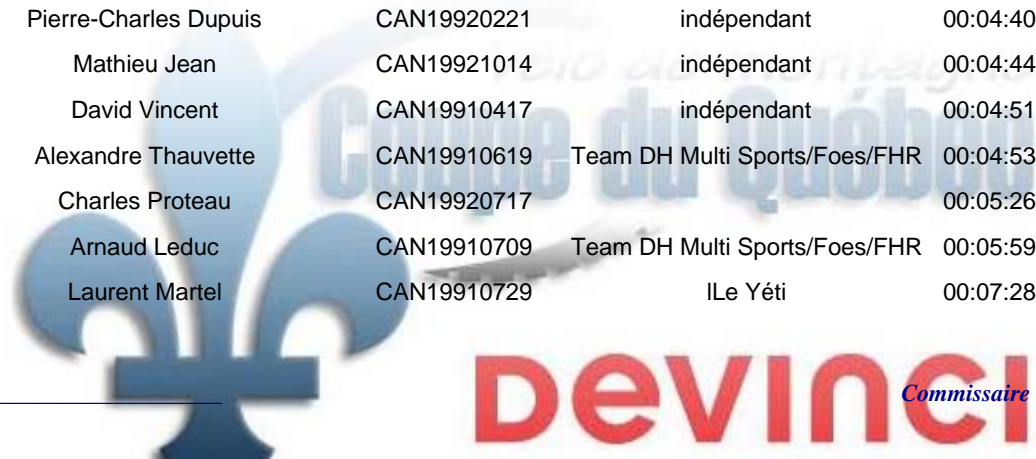 Pierre-Charles Dupuis CAN19920221 indépendant 00:04:40
Mathieu Jean CAN19921014 indépendant 00:04:44
vélo de montagne
David Vincent CAN19910417 indépendant 00:04:51
Coupe du Québec
Alexandre Thauvette CAN19910619 Team DH Multi Sports/Foes/FHR 00:04:53
Charles Proteau CAN19920717 00:05:26
Arnaud Leduc CAN19910709 Team DH Multi Sports/Foes/FHR 00:05:59
Laurent Martel CAN19910729 lLe Yéti 00:07:28
DEVINCI
Commissaire